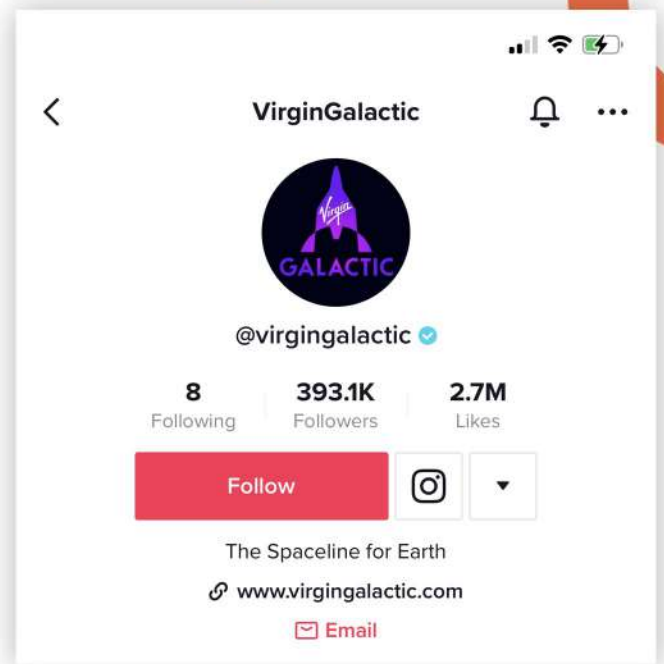 VirginGalactic
Virgin
GALACTIC
@virgingalactic
8 393.1K 2.7M
Following Followers Likes
Follow
The Spaceline for Earth
www.virgingalactic.com
Email